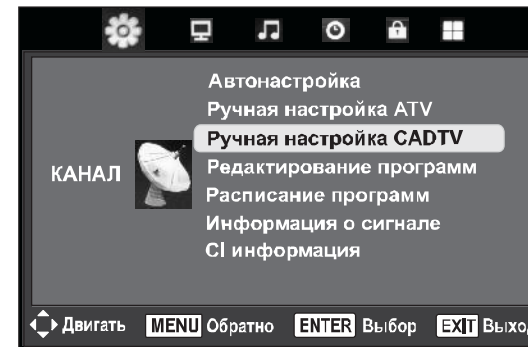 Автонастройка
Ручная настройка ATV
Ручная настройка CADTV
КАНАЛ
Редактирование программ
Расписание программ
Информация о сигнале
CI информация
Двигать MENU Обратно ENTER Выбор EXIT Выхо